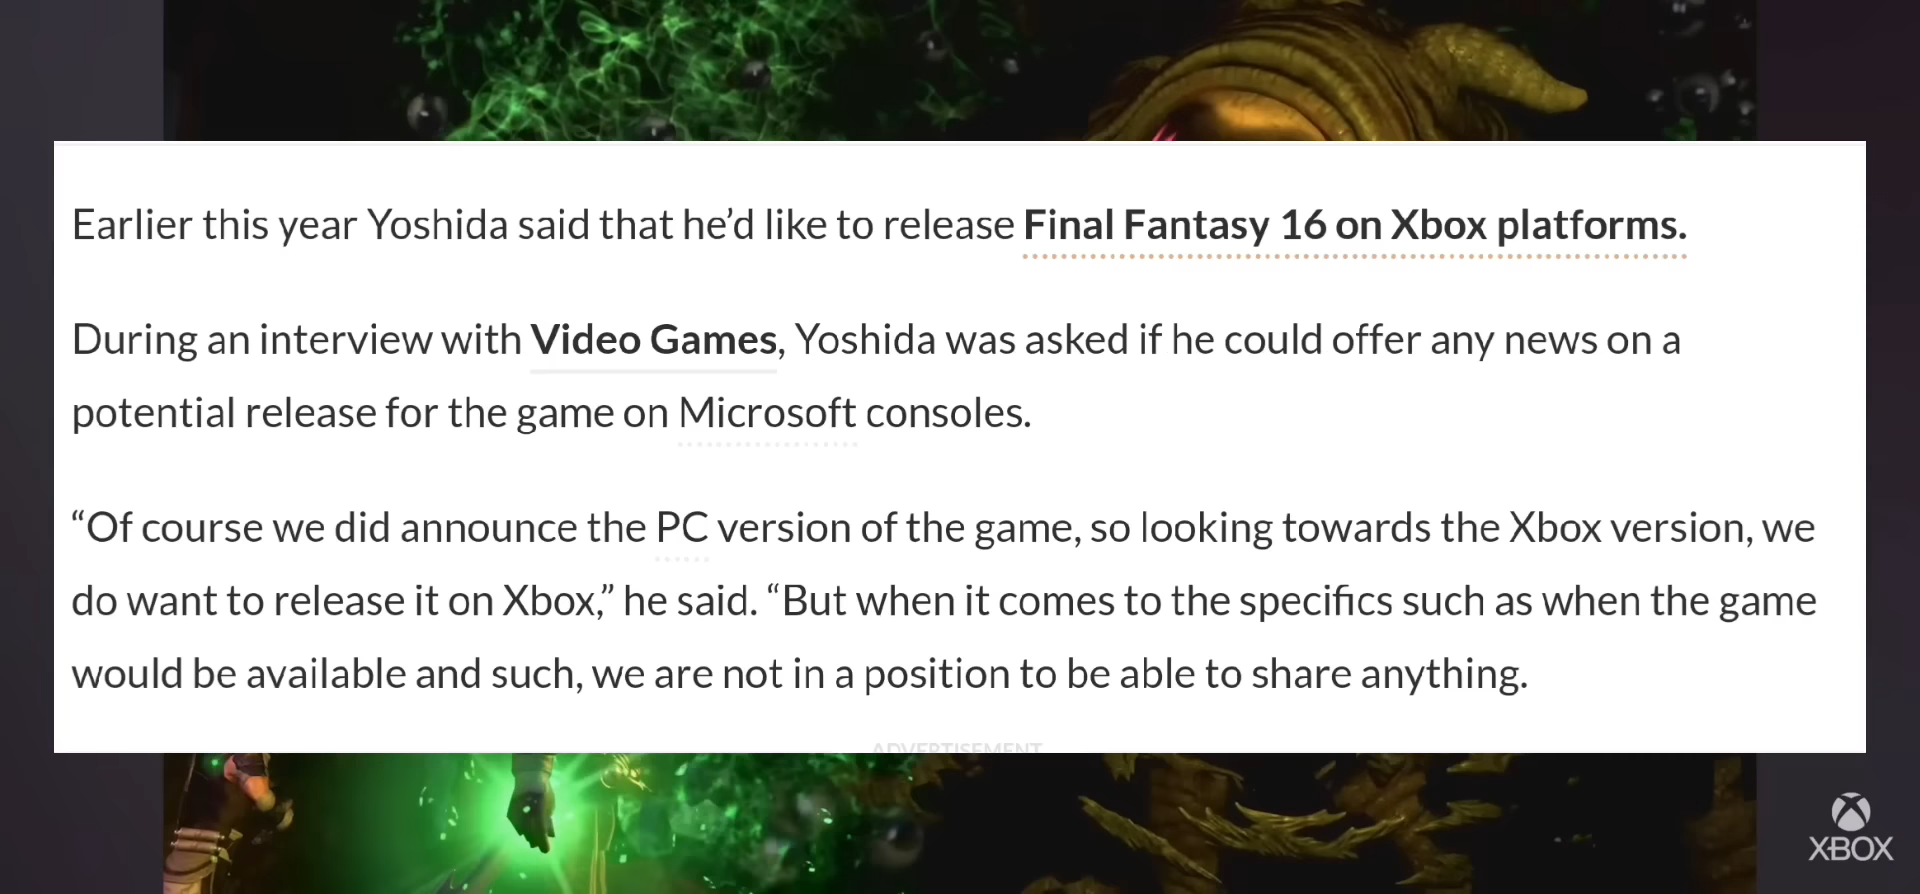 Earlier this year Yoshida said that he’d like to release Final Fantasy 16 on Xbox platforms.
During an interview with Video Games, Yoshida was asked if he could offer any news on a
potential release for the game on Microsoft consoles.
“Of course we did announce the PC version of the game, so looking towards the Xbox version, we
do want to release it on Xbox,” he said. “But when it comes to the specifics such as when the game
would be available and such, we are not in a position to be able to share anything.
ADVERTISEMENT
XBOX